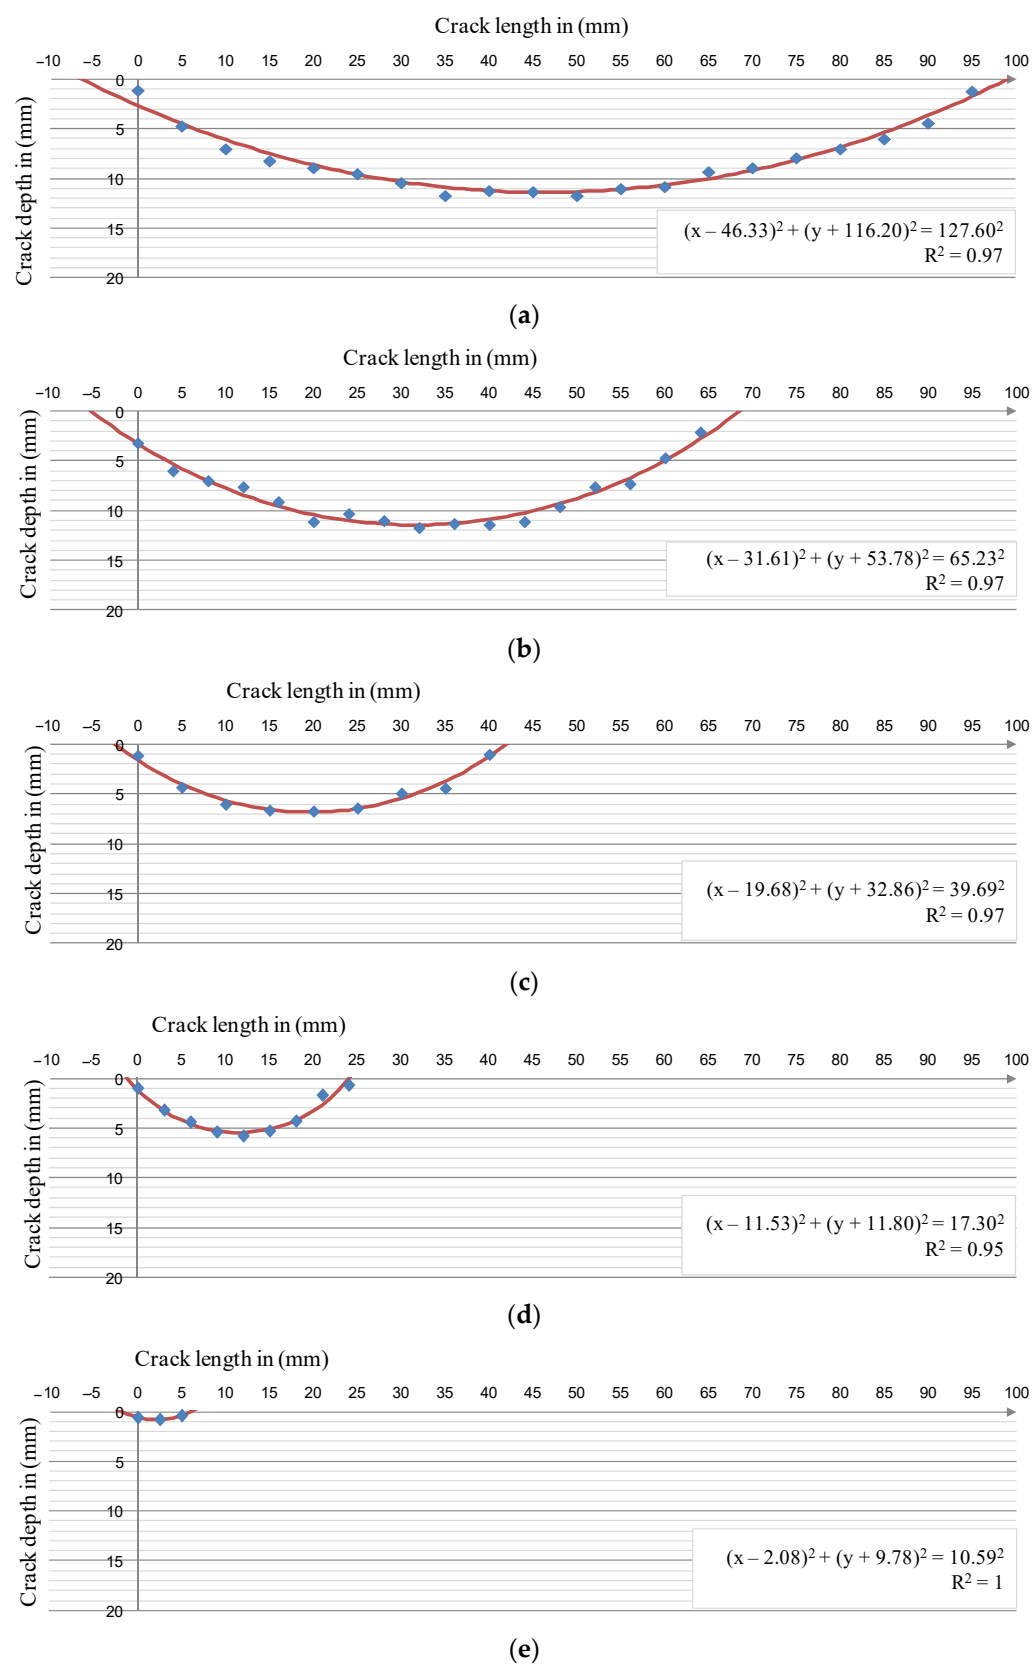 Crack length in (mm)
−10 −5 0 5 10 15 20 25 30 35 40 45 50 55 60 65 70 75 80 85 90 95 100
Crack depth in (mm)
0
5
10
15
20
(x – 46.33)² + (y + 116.20)² = 127.60²
R² = 0.97
(a)
Crack length in (mm)
−10 −5 0 5 10 15 20 25 30 35 40 45 50 55 60 65 70 75 80 85 90 95 100
Crack depth in (mm)
0
5
10
15
20
(x – 31.61)² + (y + 53.78)² = 65.23²
R² = 0.97
(b)
Crack length in (mm)
−10 −5 0 5 10 15 20 25 30 35 40 45 50 55 60 65 70 75 80 85 90 95 100
Crack depth in (mm)
0
5
10
15
20
(x – 19.68)² + (y + 32.86)² = 39.69²
R² = 0.97
(c)
Crack length in (mm)
−10 −5 0 5 10 15 20 25 30 35 40 45 50 55 60 65 70 75 80 85 90 95 100
Crack depth in (mm)
0
5
10
15
20
(x – 11.53)² + (y + 11.80)² = 17.30²
R² = 0.95
(d)
Crack length in (mm)
−10 −5 0 5 10 15 20 25 30 35 40 45 50 55 60 65 70 75 80 85 90 95 100
Crack depth in (mm)
0
5
10
15
20
(x – 2.08)² + (y + 9.78)² = 10.59²
R² = 1
(e)